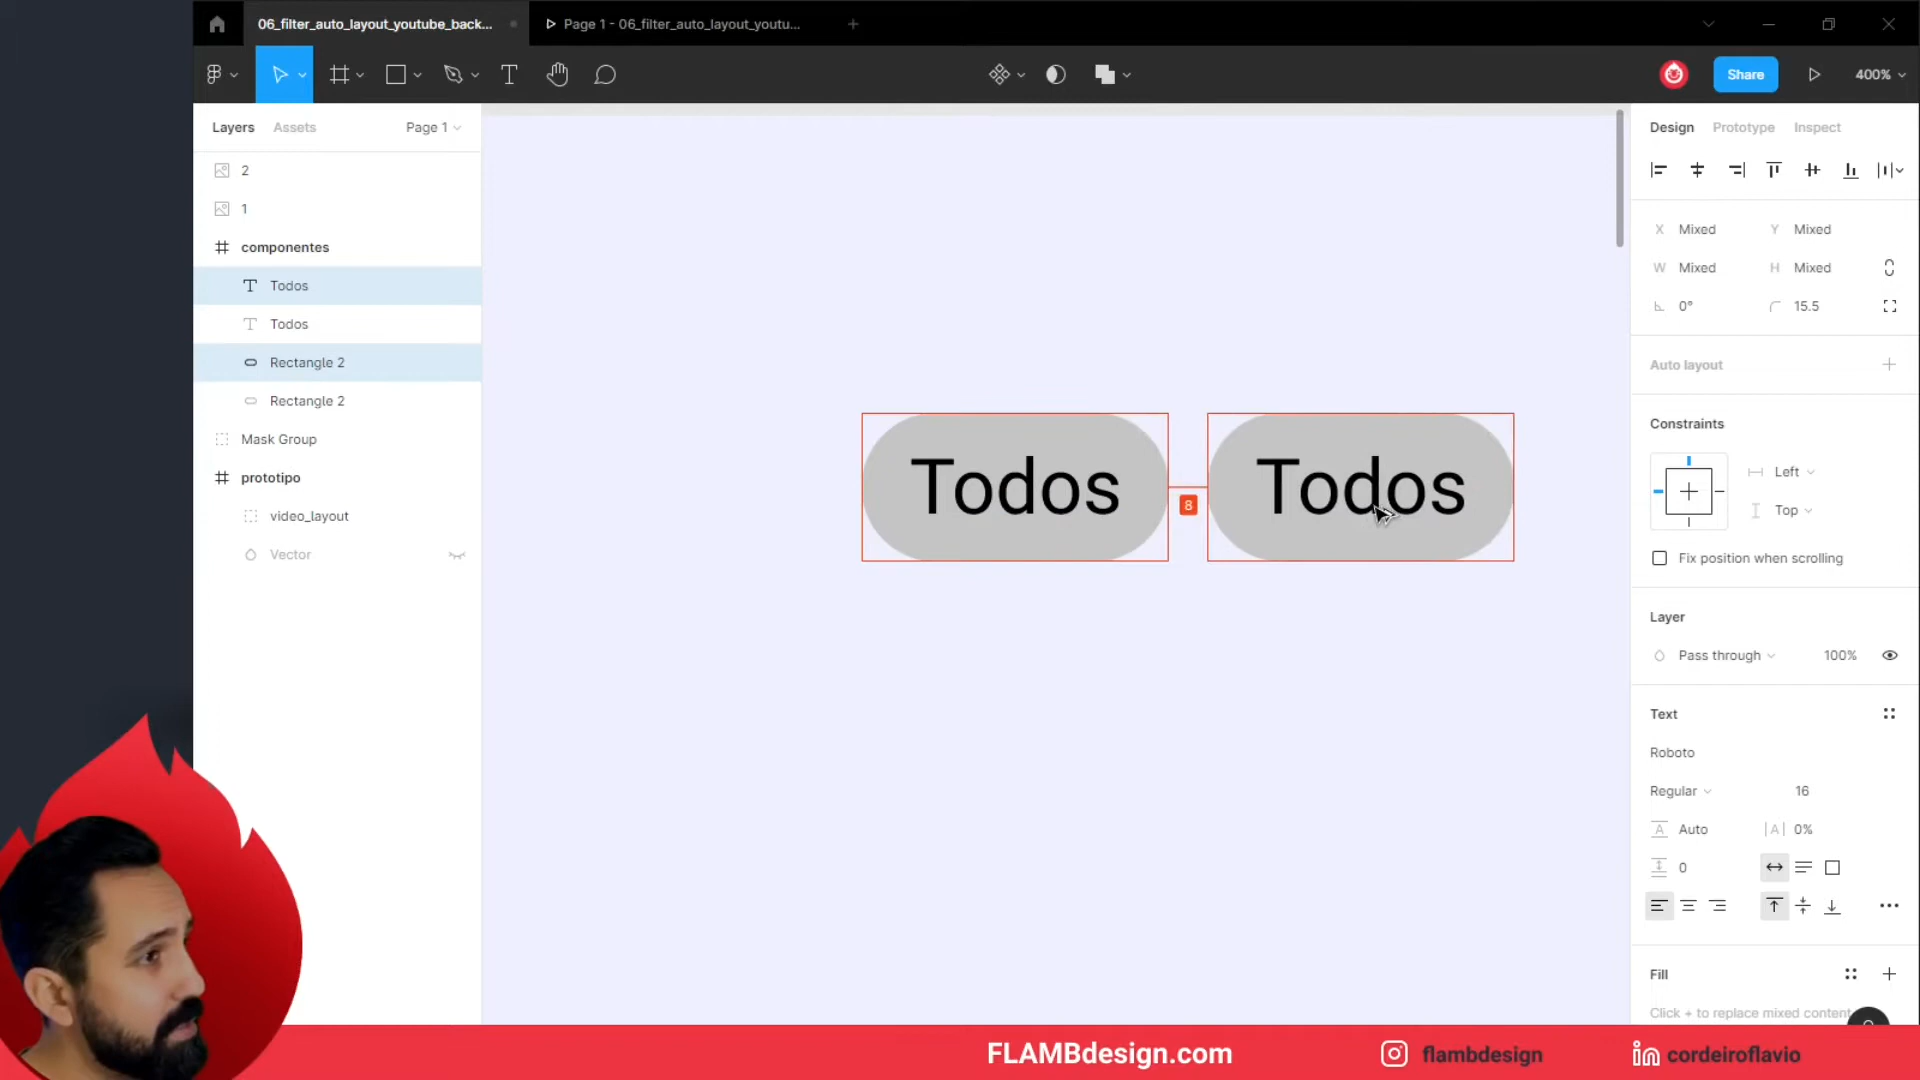 06_filter_auto_layout_youtube_back...
Page 1 - 06_filter_auto_layout_youtu...
Share
400%
Layers
Assets
Page 1
2
1
componentes
Todos
Todos
Rectangle 2
Rectangle 2
Mask Group
prototipo
video_layout
Vector
Todos
8
Todos
Design
Prototype
Inspect
X Mixed
Y Mixed
W Mixed
H Mixed
0°
15.5
Auto layout
Constraints
Left
Top
Fix position when scrolling
Layer
Pass through
100%
Text
Roboto
Regular
16
Auto
0%
0
Fill
Click + to replace mixed content
FLAMBdesign.com
flambdesign
cordeiroflavio